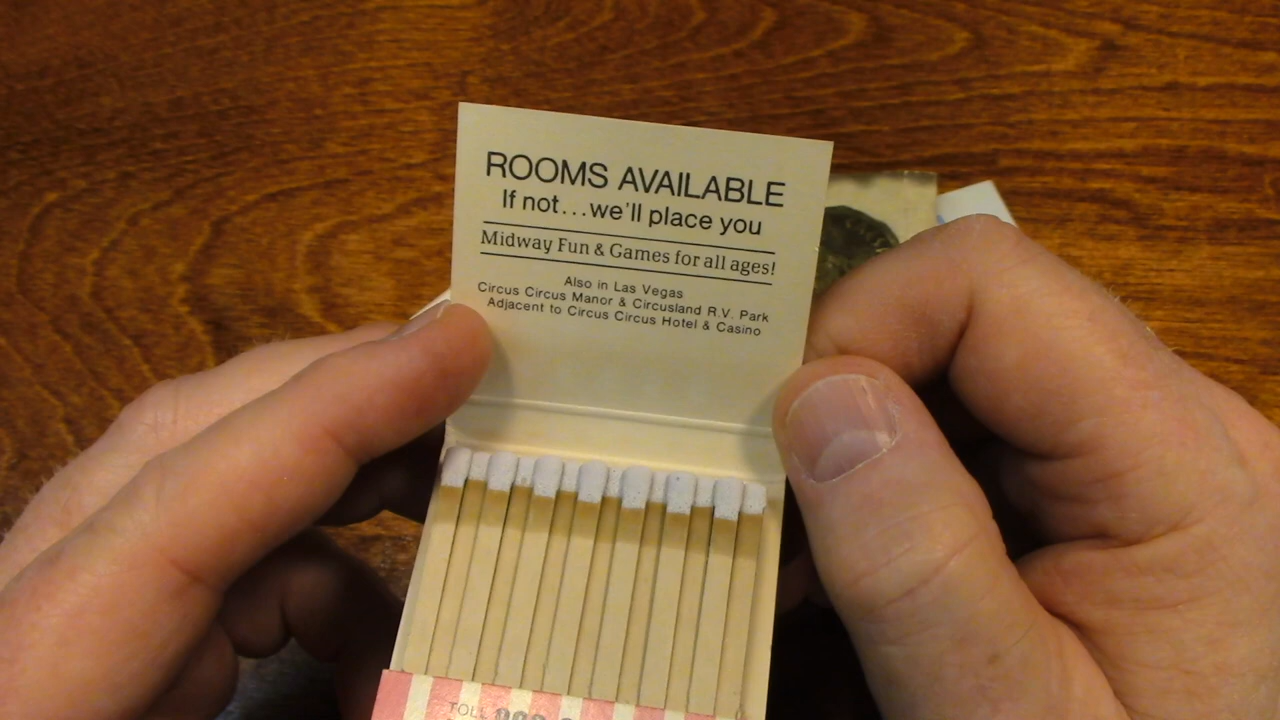 ROOMS AVAILABLE
If not...we'll place you
Midway Fun & Games for all ages!
Also in Las Vegas
Circus Circus Manor & Circusland R.V. Park
Adjacent to Circus Circus Hotel & Casino
TOLL